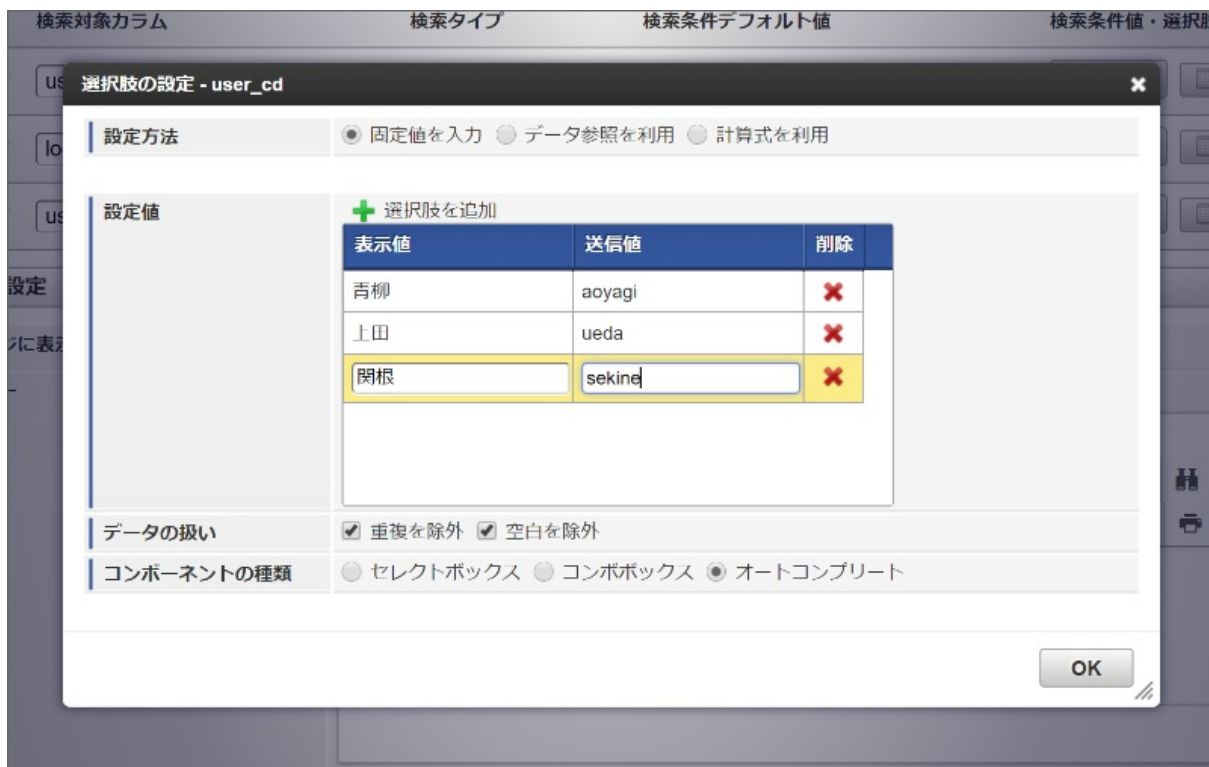 検索対象カラム 検索タイプ 検索条件デフォルト値 検索条件値・選択肢
us
選択肢の設定 - user_cd
設定方法 固定値を入力 データ参照を利用 計算式を利用
lo
設定値 選択肢を追加
us
表示値 送信値 削除
設定
青柳 aoyagi
上田 ueda
ジに表示
関根 sekine
データの扱い 重複を除外 空白を除外
コンポーネントの種類 セレクトボックス コンボボックス オートコンプリート
OK